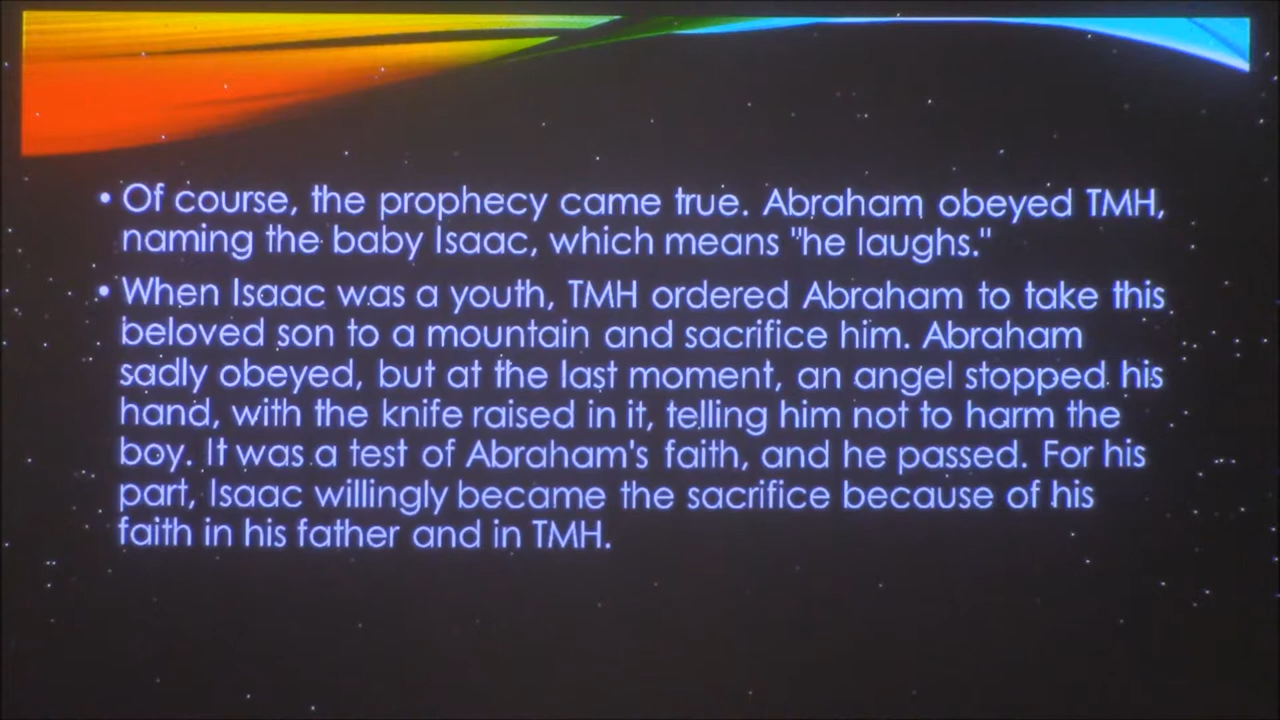 • Of course, the prophecy came true. Abraham obeyed TMH,
naming the baby Isaac, which means "he laughs."
• When Isaac was a youth, TMH ordered Abraham to take this
beloved son to a mountain and sacrifice him. Abraham
sadly obeyed, but at the last moment, an angel stopped his
hand, with the knife raised in it, telling him not to harm the
boy. It was a test of Abraham's faith, and he passed. For his
part, Isaac willingly became the sacrifice because of his
faith in his father and in TMH.